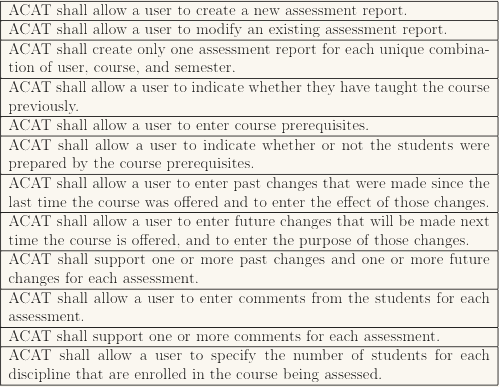 ACAT shall allow a user to create a new assessment report.
ACAT shall allow a user to modify an existing assessment report.
ACAT shall create only one assessment report for each unique combina-
tion of user, course, and semester.
ACAT shall allow a user to indicate whether they have taught the course
previously.
ACAT shall allow a user to enter course prerequisites.
ACAT shall allow a user to indicate whether or not the students were
prepared by the course prerequisites.
ACAT shall allow a user to enter past changes that were made since the
last time the course was offered and to enter the effect of those changes.
ACAT shall allow a user to enter future changes that will be made next
time the course is offered, and to enter the purpose of those changes.
ACAT shall support one or more past changes and one or more future
changes for each assessment.
ACAT shall allow a user to enter comments from the students for each
assessment.
ACAT shall support one or more comments for each assessment.
ACAT shall allow a user to specify the number of students for each
discipline that are enrolled in the course being assessed.